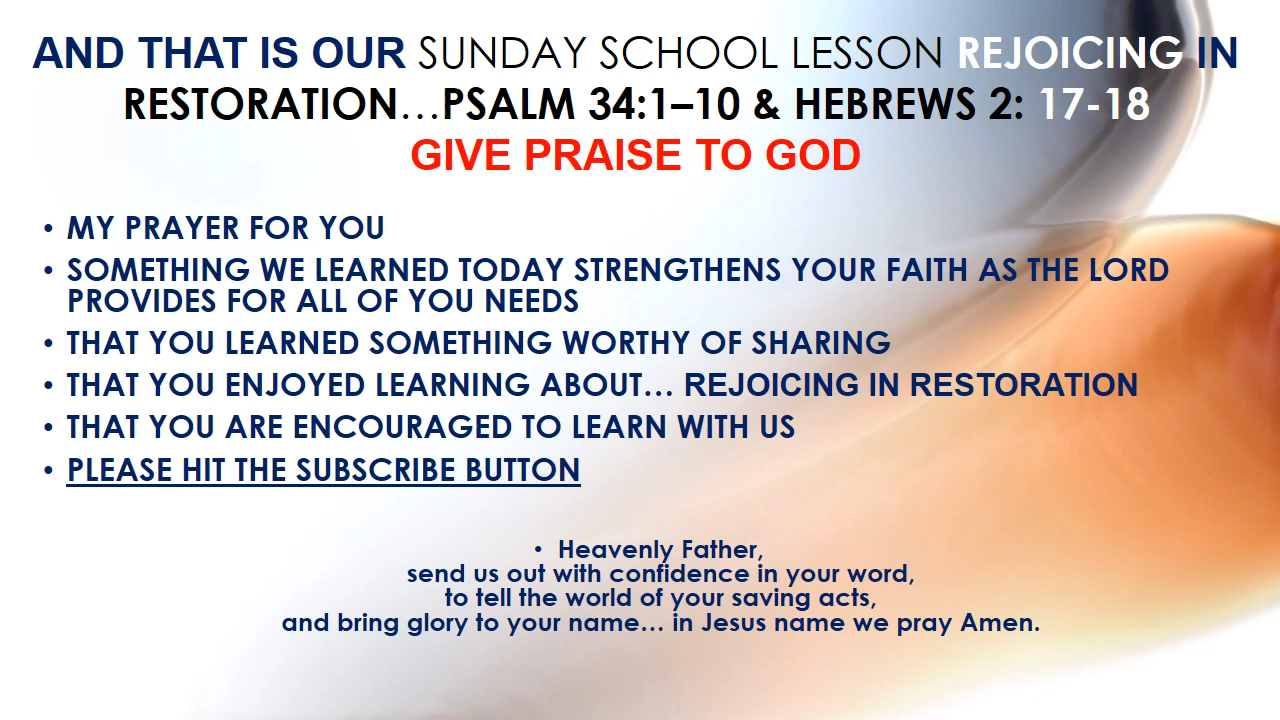 AND THAT IS OUR SUNDAY SCHOOL LESSON REJOICING IN
RESTORATION…PSALM 34:1–10 & HEBREWS 2: 17-18
GIVE PRAISE TO GOD
• MY PRAYER FOR YOU
• SOMETHING WE LEARNED TODAY STRENGTHENS YOUR FAITH AS THE LORD
PROVIDES FOR ALL OF YOU NEEDS
• THAT YOU LEARNED SOMETHING WORTHY OF SHARING
• THAT YOU ENJOYED LEARNING ABOUT… REJOICING IN RESTORATION
• THAT YOU ARE ENCOURAGED TO LEARN WITH US
• PLEASE HIT THE SUBSCRIBE BUTTON
• Heavenly Father,
send us out with confidence in your word,
to tell the world of your saving acts,
and bring glory to your name… in Jesus name we pray Amen.